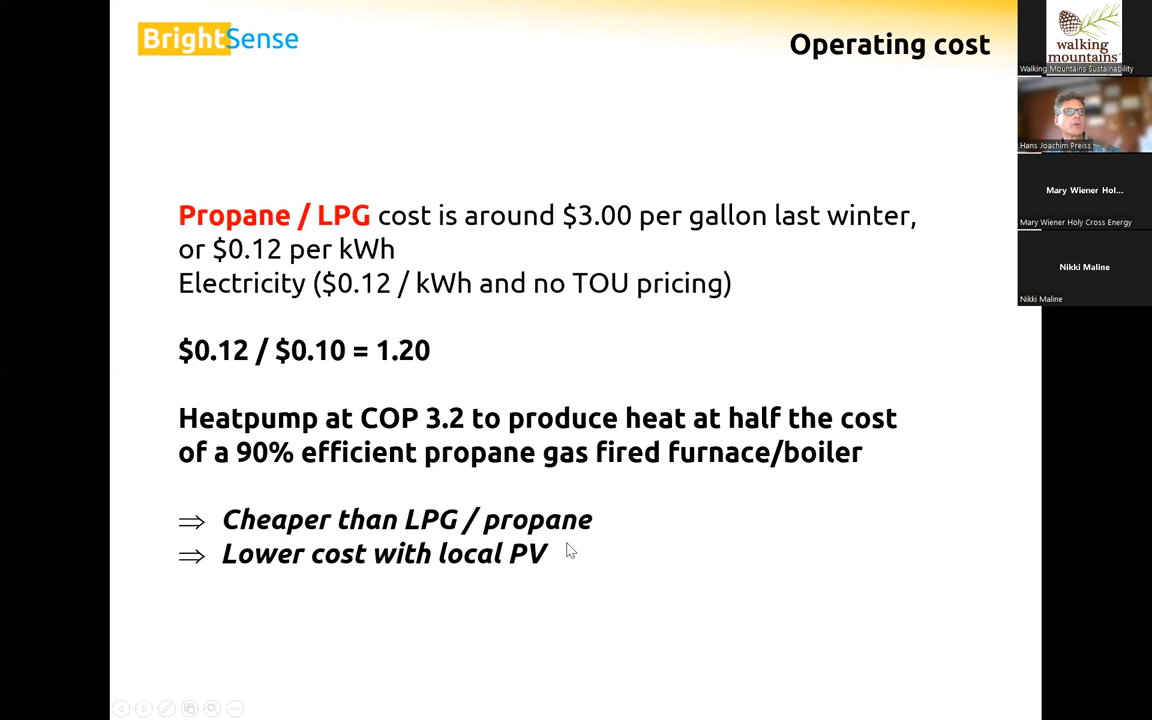 BrightSense
Operating cost
Propane / LPG cost is around $3.00 per gallon last winter,
or $0.12 per kWh
Electricity ($0.12 / kWh and no TOU pricing)
$0.12 / $0.10 = 1.20
Heatpump at COP 3.2 to produce heat at half the cost
of a 90% efficient propane gas fired furnace/boiler
⇒ Cheaper than LPG / propane
⇒ Lower cost with local PV
walking
mountains
Walking Mountains Sustainability
Hans Joachim Preiss
Mary Wiener Hol...
Mary Wiener Holy Cross Energy
Nikki Maline
Nikki Maline